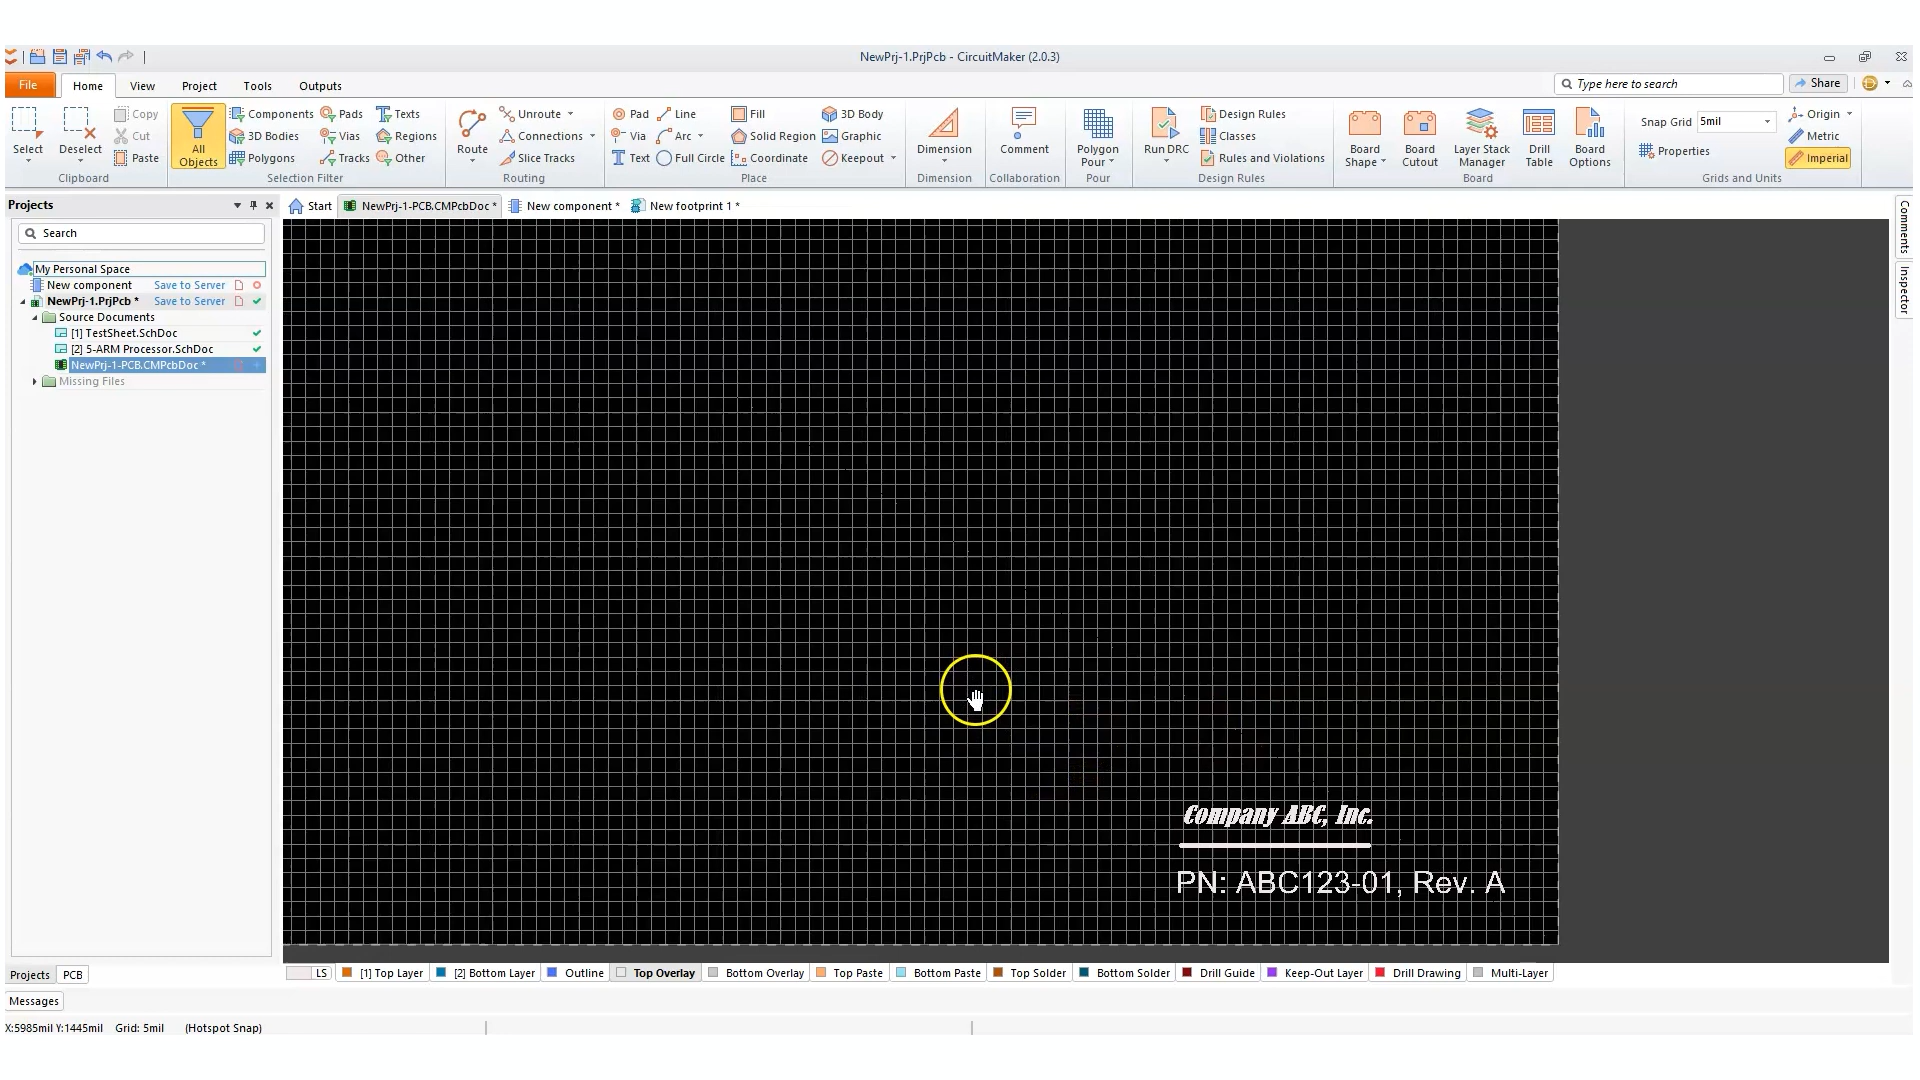 NewPrj-1.PrjPcb - CircuitMaker (2.0.3)
File Home View Project Tools Outputs
Type here to search Share
Select Deselect Copy Cut Paste
Clipboard
All Objects Components 3D Bodies Polygons Pads Vias Tracks Texts Regions Other
Selection Filter
Route Unroute Connections Slice Tracks
Routing
Pad Via Text Line Arc Full Circle Fill Solid Region Coordinate 3D Body Graphic Keepout
Place
Dimension
Dimension
Comment
Collaboration
Polygon Pour
Pour
Run DRC Design Rules Classes Rules and Violations
Design Rules
Board Shape Board Cutout Layer Stack Manager Drill Table Board Options
Board
Snap Grid 5mil Properties Origin Metric Imperial
Grids and Units
Projects
Start NewPrj-1-PCB.CMPcbDoc * New component * New footprint 1 *
Search
My Personal Space
New component Save to Server
NewPrj-1.PrjPcb * Save to Server
Source Documents
[1] TestSheet.SchDoc
[2] 5-ARM Processor.SchDoc
NewPrj-1-PCB.CMPcbDoc *
Missing Files
Comments
Inspector
Company ABC, Inc.
PN: ABC123-01, Rev. A
Projects PCB
LS [1] Top Layer [2] Bottom Layer Outline Top Overlay Bottom Overlay Top Paste Bottom Paste Top Solder Bottom Solder Drill Guide Keep-Out Layer Drill Drawing Multi-Layer
Messages
X:5985mil Y:1445mil Grid: 5mil (Hotspot Snap)